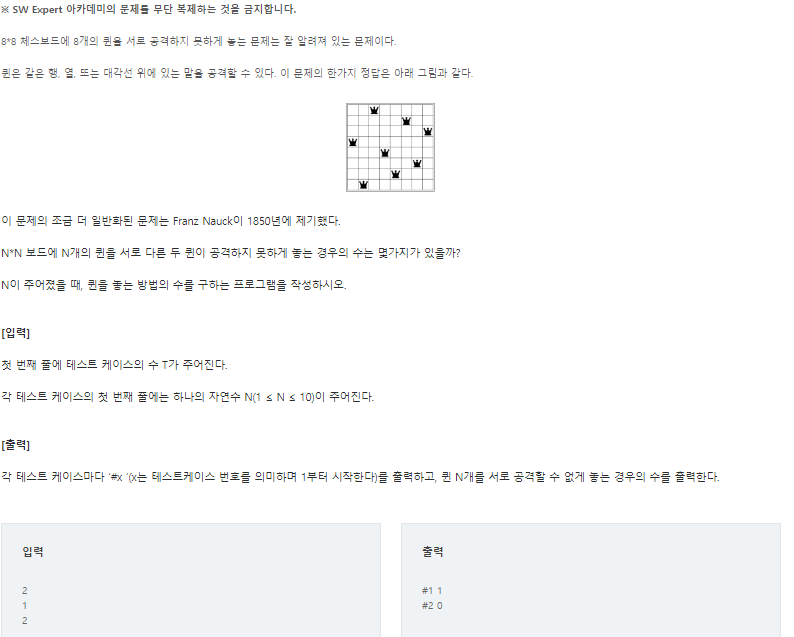 ※ SW Expert 아카데미의 문제를 무단 복제하는 것을 금지합니다.
8*8 체스보드에 8개의 퀸을 서로 공격하지 못하게 놓는 문제는 잘 알려져 있는 문제이다.
퀸은 같은 행, 열, 또는 대각선 위에 있는 말을 공격할 수 있다. 이 문제의 한가지 정답은 아래 그림과 같다.
이 문제의 조금 더 일반화된 문제는 Franz Nauck이 1850년에 제기했다.
N*N 보드에 N개의 퀸을 서로 다른 두 퀸이 공격하지 못하게 놓는 경우의 수는 몇가지가 있을까?
N이 주어졌을 때, 퀸을 놓는 방법의 수를 구하는 프로그램을 작성하시오.
[입력]
첫 번째 줄에 테스트 케이스의 수 T가 주어진다.
각 테스트 케이스의 첫 번째 줄에는 하나의 자연수 N(1 ≤ N ≤ 10)이 주어진다.
[출력]
각 테스트 케이스마다 ‘#x ’(x는 테스트케이스 번호를 의미하며 1부터 시작한다)를 출력하고, 퀸 N개를 서로 공격할 수 없게 놓는 경우의 수를 출력한다.
입력
2
1
2
출력
#1 1
#2 0